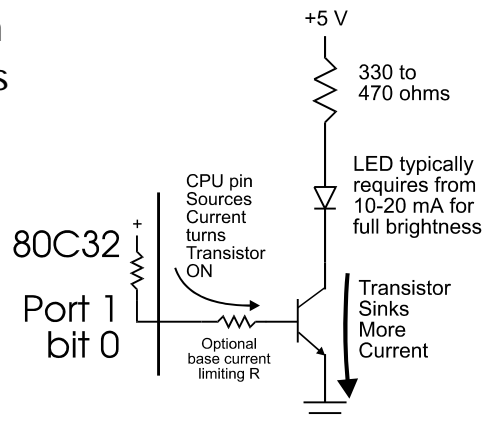 +5 V
330 to
470 ohms
LED typically
requires from
10-20 mA for
full brightness
CPU pin
Sources
Current
turns
Transistor
ON
+
80C32
Port 1
bit 0
Optional
base current
limiting R
Transistor
Sinks
More
Current